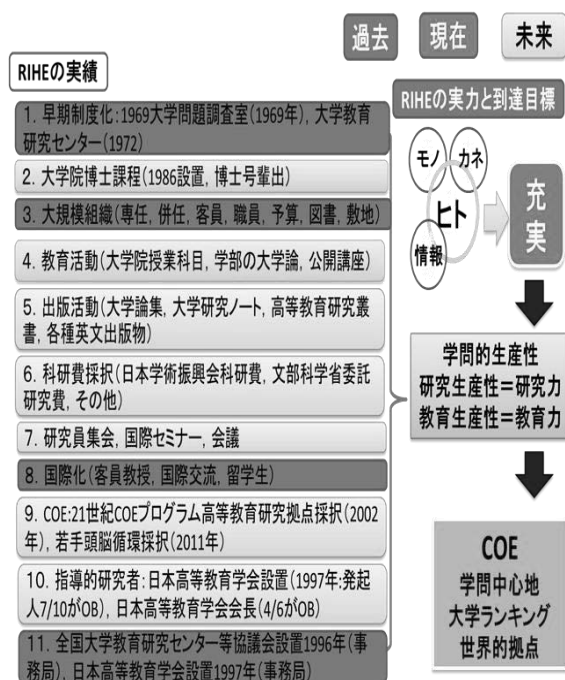 過去 現在 未来
RIHEの実績
1. 早期制度化:1969大学問題調査室(1969年), 大学教育
研究センター(1972)
2. 大学院博士課程(1986設置, 博士号輩出)
3. 大規模組織(専任, 併任, 客員, 職員, 予算, 図書, 敷地)
4. 教育活動(大学院授業科目, 学部の大学論, 公開講座)
5. 出版活動(大学論集, 大学研究ノート, 高等教育研究叢
書, 各種英文出版物)
6. 科研費採択(日本学術振興会科研費, 文部科学省委託
研究費, その他)
7. 研究員集会, 国際セミナー, 会議
8. 国際化(客員教授, 国際交流, 留学生)
9. COE:21世紀COEプログラム高等教育研究拠点採択(2002
年), 若手頭脳循環採択(2011年)
10. 指導的研究者:日本高等教育学会設置(1997年:発起
人7/10がOB), 日本高等教育学会会長(4/6がOB)
11. 全国大学教育研究センター等協議会設置1996年(事
務局), 日本高等教育学会設置1997年(事務局)
RIHEの実力と到達目標
モノ カネ
ヒト
情報
充
実
学問的生産性
研究生産性=研究力
教育生産性=教育力
COE
学問中心地
大学ランキング
世界的拠点